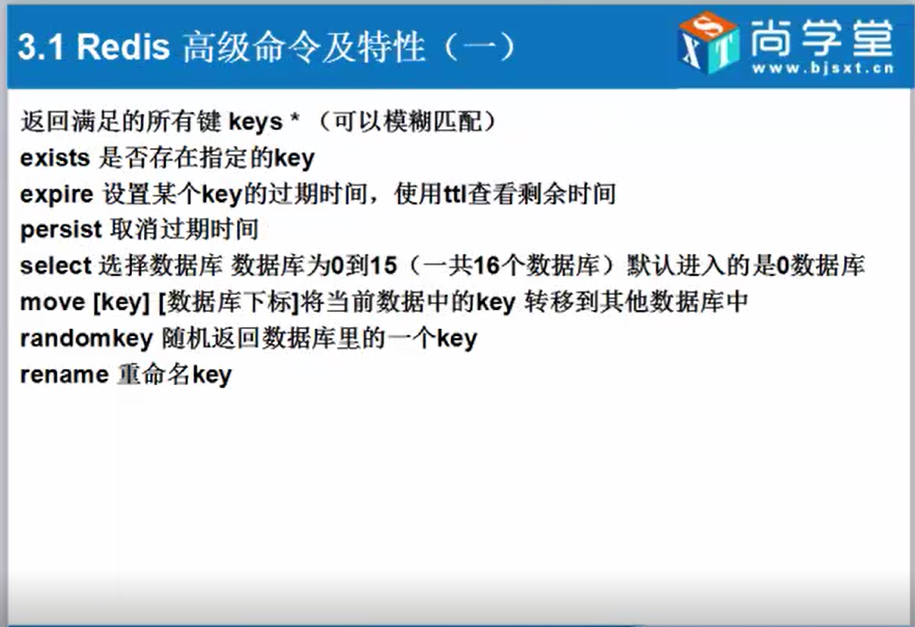 3.1 Redis 高级命令及特性（一）
SXT 尚学堂
www.bjsxt.cn
返回满足的所有键 keys * （可以模糊匹配）
exists 是否存在指定的key
expire 设置某个key的过期时间，使用ttl查看剩余时间
persist 取消过期时间
select 选择数据库 数据库为0到15（一共16个数据库）默认进入的是0数据库
move [key] [数据库下标]将当前数据中的key 转移到其他数据库中
randomkey 随机返回数据库里的一个key
rename 重命名key